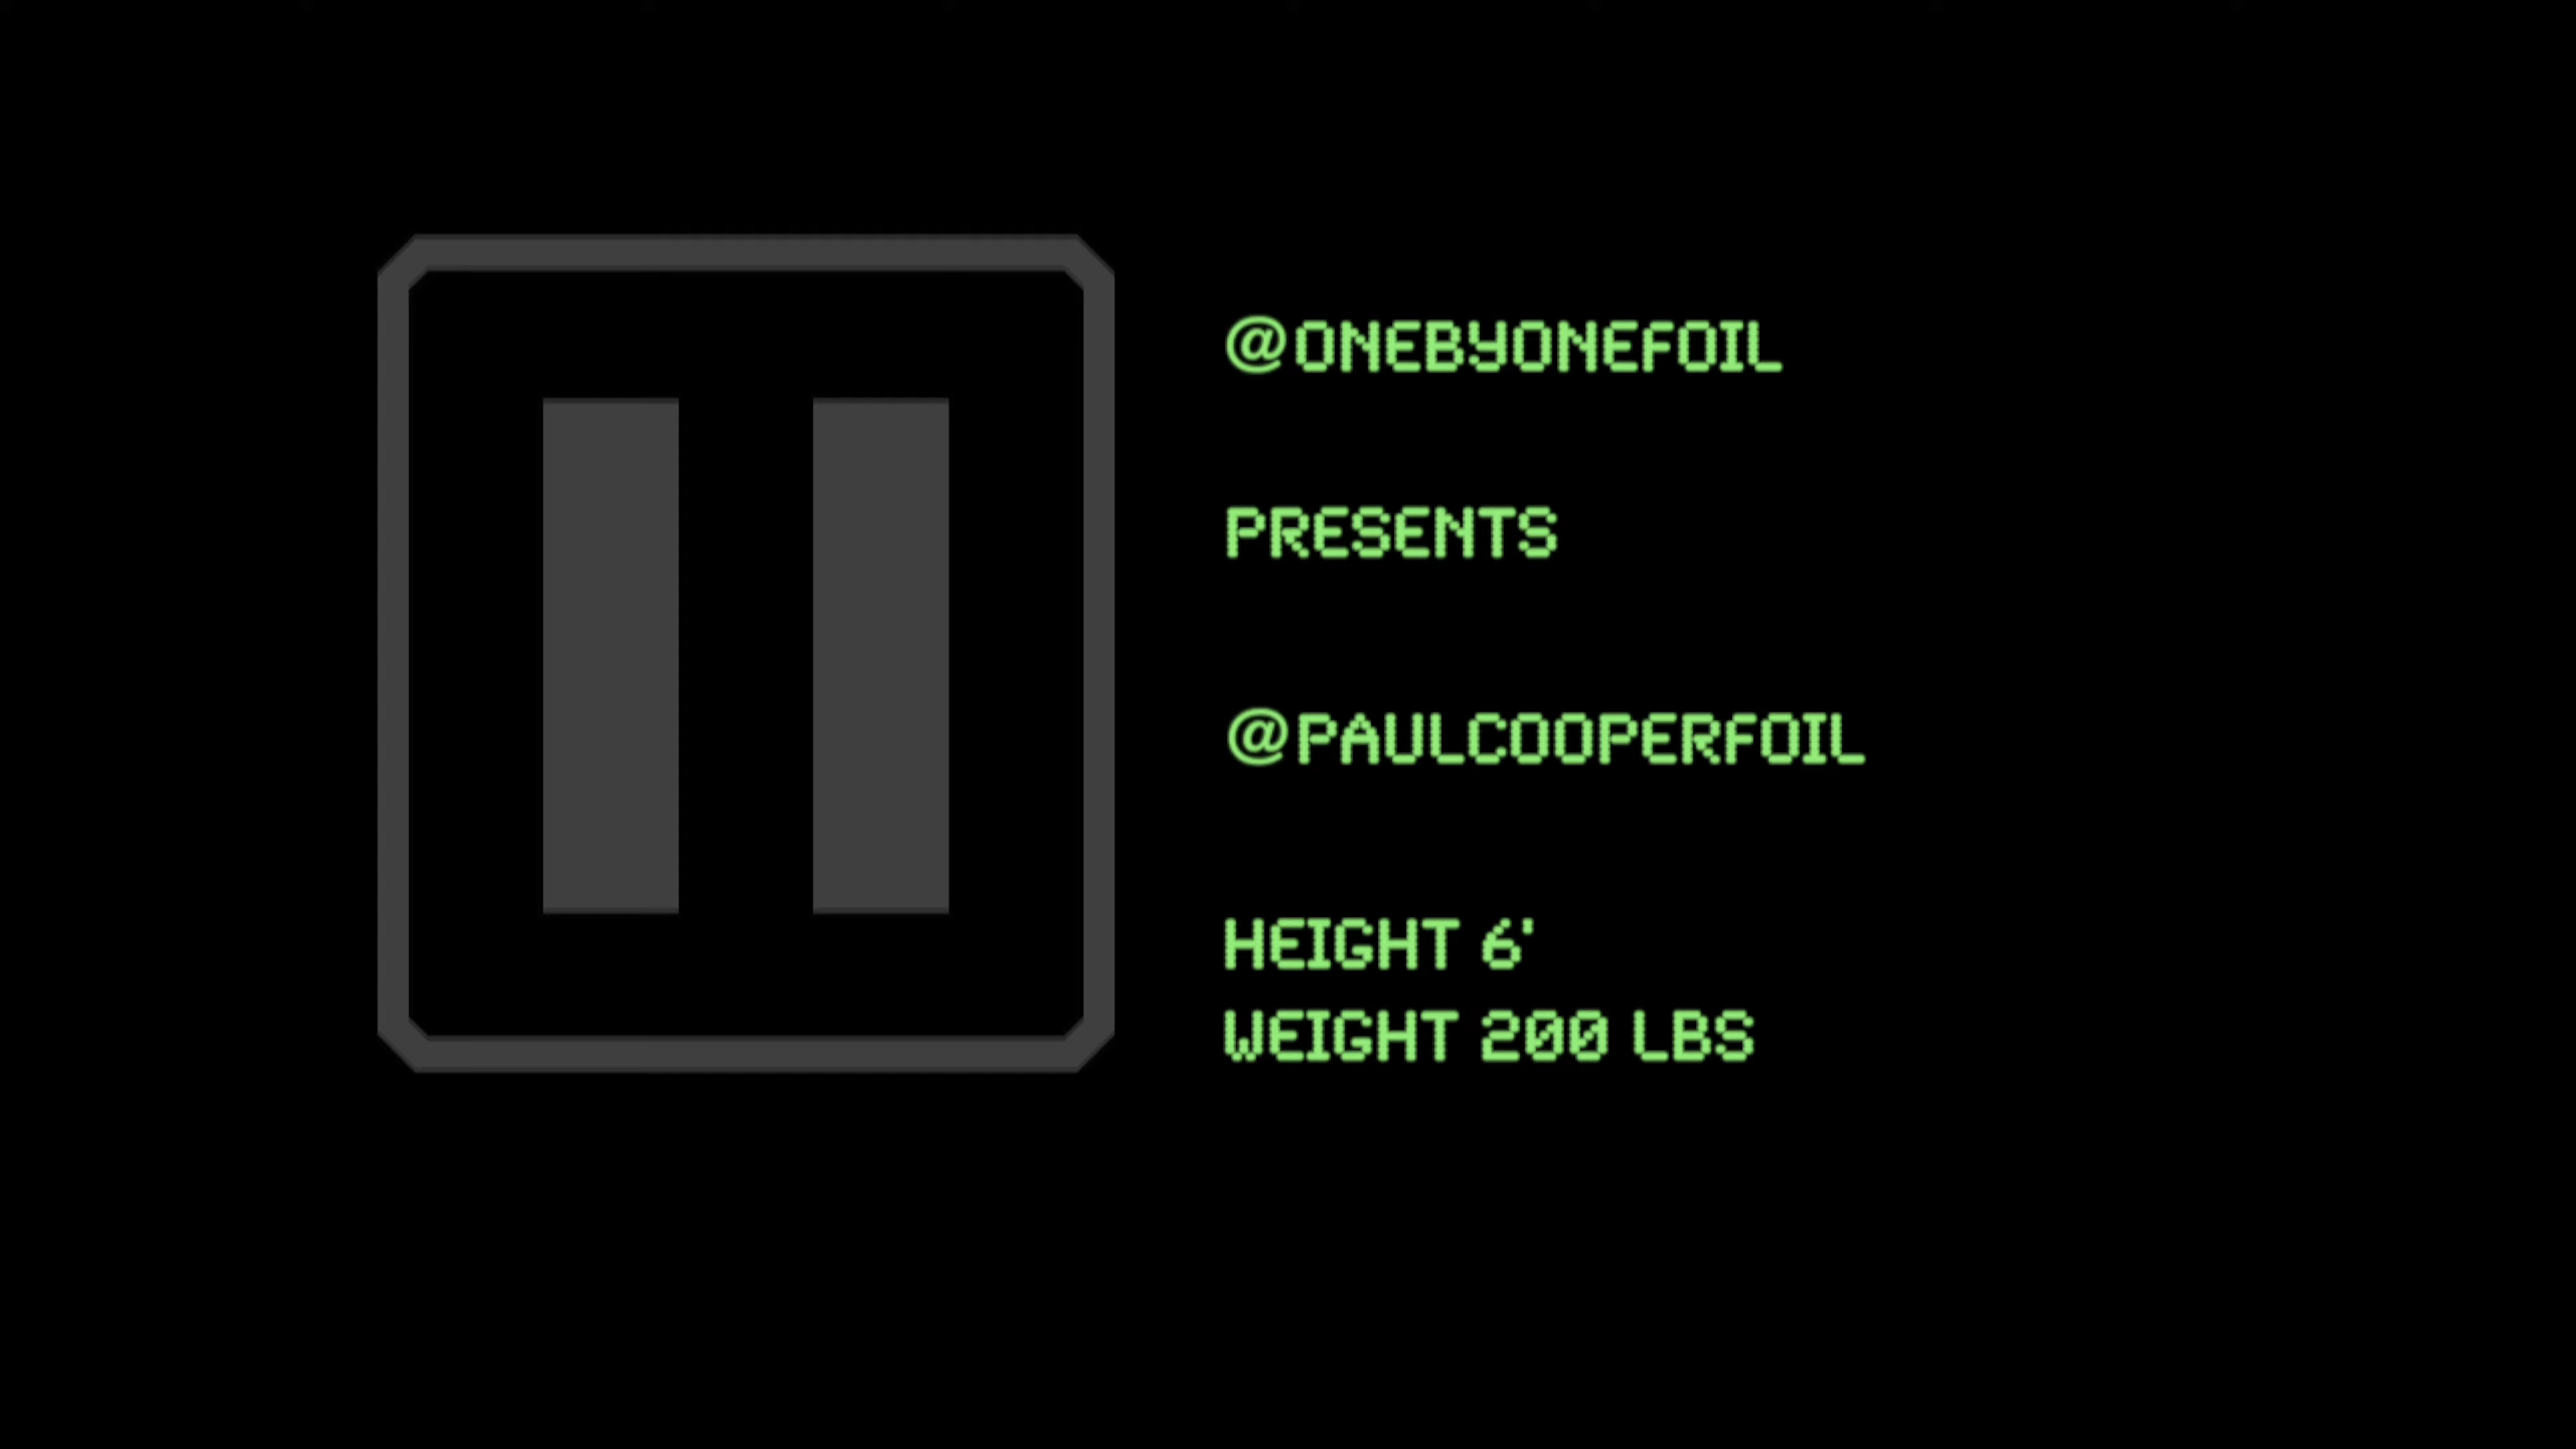 @ONEBYONEFOIL
PRESENTS
@PAULCOOPERFOIL
HEIGHT 6'
WEIGHT 200 LBS